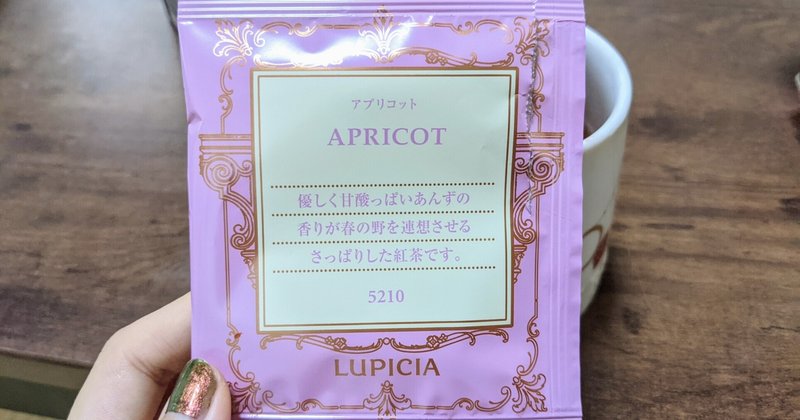 アプリコット
APRICOT
優しく甘酸っぱいあんずの
香りが春の野を連想させる
さっぱりした紅茶です。
5210
LUPICIA